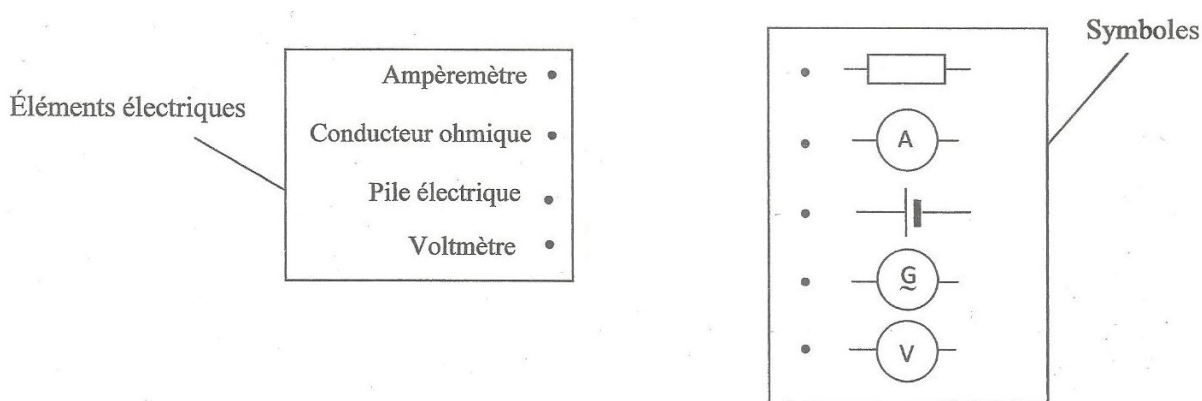 Symboles
Éléments électriques
Ampèremètre
Conducteur ohmique
Pile électrique
Voltmètre
A
G
~
V